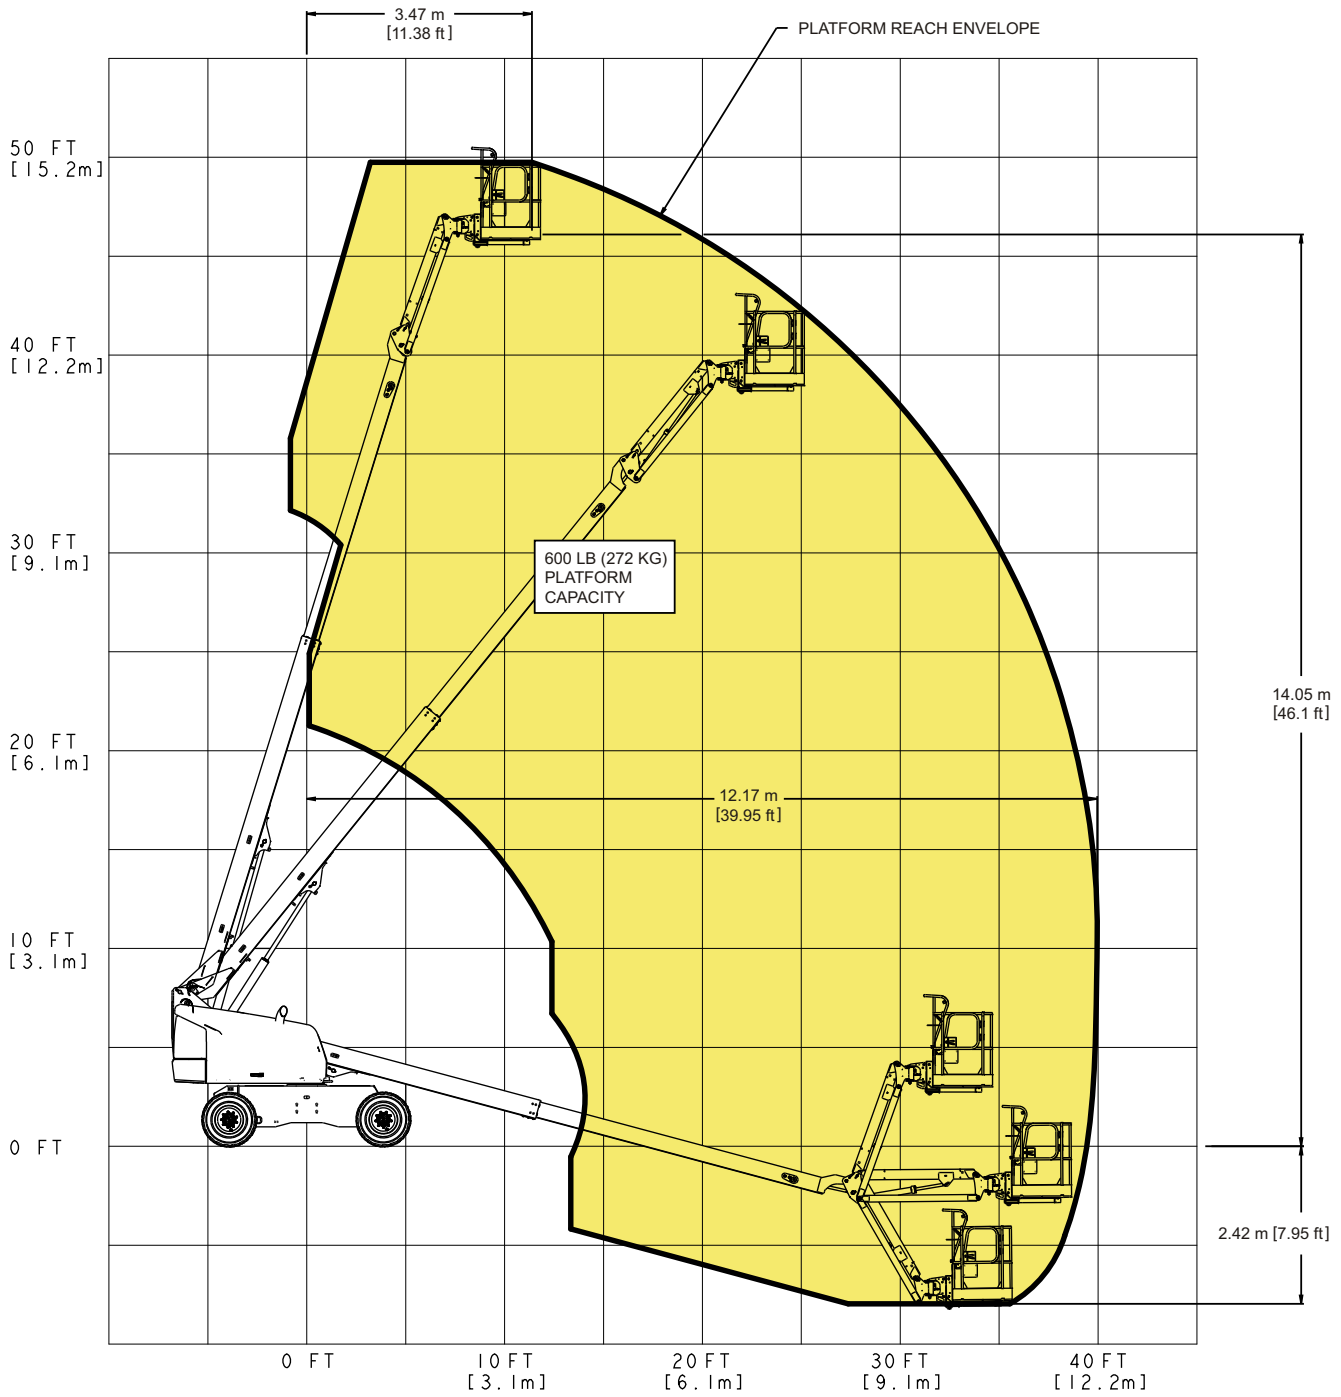 3.47 m
[11.38 ft]
PLATFORM REACH ENVELOPE
50 FT
[15.2m]
40 FT
[12.2m]
600 LB (272 KG)
PLATFORM
CAPACITY
30 FT
[9.1m]
14.05 m
[46.1 ft]
20 FT
[6.1m]
12.17 m
[39.95 ft]
10 FT
[3.1m]
0 FT
2.42 m [7.95 ft]
0 FT
10 FT
[3.1m]
20 FT
[6.1m]
30 FT
[9.1m]
40 FT
[12.2m]